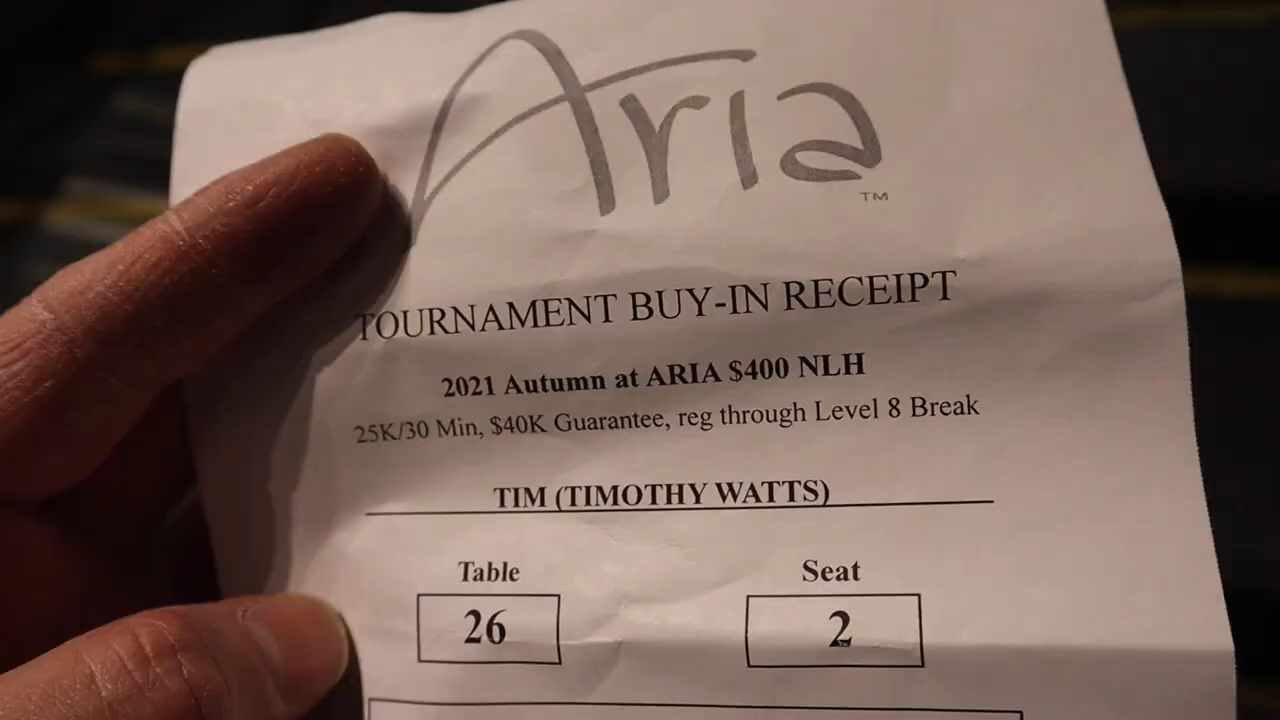 Aria
TM
TOURNAMENT BUY-IN RECEIPT
2021 Autumn at ARIA $400 NLH
25K/30 Min, $40K Guarantee, reg through Level 8 Break
TIM (TIMOTHY WATTS)
Table Seat
26 2